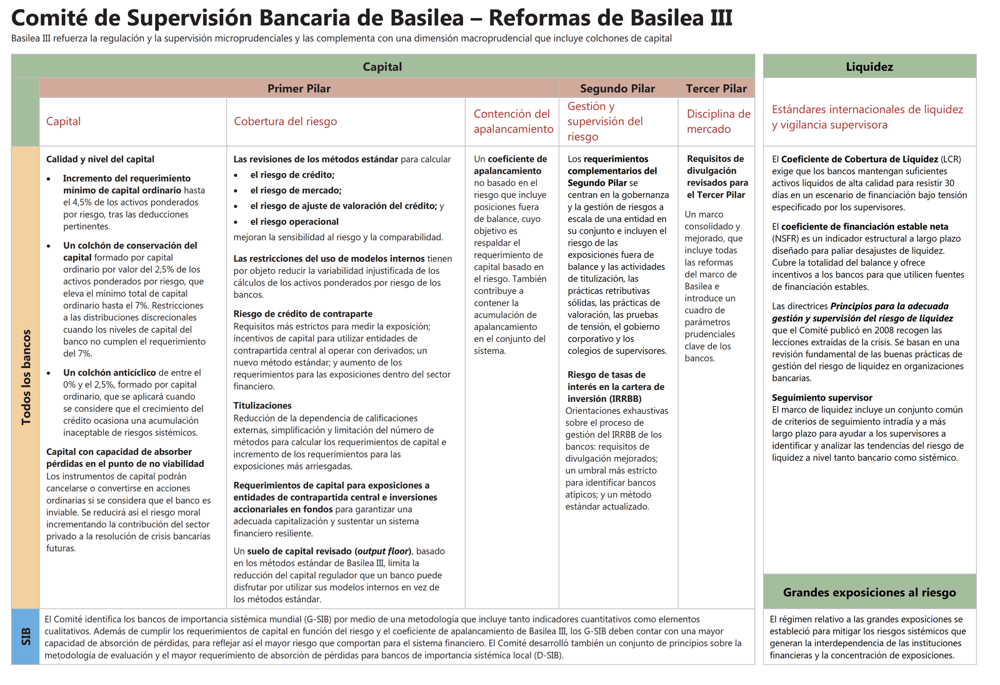 Comité de Supervisión Bancaria de Basilea – Reformas de Basilea III
Basilea III refuerza la regulación y la supervisión microprudenciales y las complementa con una dimensión macroprudencial que incluye colchones de capital
Capital
Primer Pilar
Segundo Pilar
Tercer Pilar
Capital
Cobertura del riesgo
Contención del
apalancamiento
Gestión y
supervisión del
riesgo
Disciplina de
mercado
Todos los bancos
Calidad y nivel del capital
• Incremento del requerimiento
mínimo de capital ordinario hasta
el 4,5% de los activos ponderados
por riesgo, tras las deducciones
pertinentes.
• Un colchón de conservación del
capital formado por capital
ordinario por valor del 2,5% de los
activos ponderados por riesgo, que
eleva el mínimo total de capital
ordinario hasta el 7%. Restricciones
a las distribuciones discrecionales
cuando los niveles de capital del
banco no cumplen el requerimiento
del 7%.
• Un colchón anticíclico de entre el
0% y el 2,5%, formado por capital
ordinario, que se aplicará cuando
se considere que el crecimiento del
crédito ocasiona una acumulación
inaceptable de riesgos sistémicos.
Capital con capacidad de absorber
pérdidas en el punto de no viabilidad
Los instrumentos de capital podrán
cancelarse o convertirse en acciones
ordinarias si se considera que el banco es
inviable. Se reducirá así el riesgo moral
incrementando la contribución del sector
privado a la resolución de crisis bancarias
futuras.
Las revisiones de los métodos estándar para calcular
• el riesgo de crédito;
• el riesgo de mercado;
• el riesgo de ajuste de valoración del crédito; y
• el riesgo operacional
mejoran la sensibilidad al riesgo y la comparabilidad.
Las restricciones del uso de modelos internos tienen
por objeto reducir la variabilidad injustificada de los
cálculos de los activos ponderados por riesgo de los
bancos.
Riesgo de crédito de contraparte
Requisitos más estrictos para medir la exposición;
incentivos de capital para utilizar entidades de
contrapartida central al operar con derivados; un
nuevo método estándar; y aumento de los
requerimientos para las exposiciones dentro del sector
financiero.
Titulizaciones
Reducción de la dependencia de calificaciones
externas, simplificación y limitación del número de
métodos para calcular los requerimientos de capital e
incremento de los requerimientos para las
exposiciones más arriesgadas.
Requerimientos de capital para exposiciones a
entidades de contrapartida central e inversiones
accionariales en fondos para garantizar una
adecuada capitalización y sustentar un sistema
financiero resiliente.
Un suelo de capital revisado (output floor), basado
en los métodos estándar de Basilea III, limita la
reducción del capital regulador que un banco puede
disfrutar por utilizar sus modelos internos en vez de
los métodos estándar.
Un coeficiente de
apalancamiento
no basado en el
riesgo que incluye
posiciones fuera
de balance, cuyo
objetivo es
respaldar el
requerimiento de
capital basado en
el riesgo. También
contribuye a
contener la
acumulación de
apalancamiento
en el conjunto del
sistema.
Los requerimientos
complementarios del
Segundo Pilar se
centran en la gobernanza
y la gestión de riesgos a
escala de una entidad en
su conjunto e incluyen el
riesgo de las
exposiciones fuera de
balance y las actividades
de titulización, las
prácticas retributivas
sólidas, las prácticas de
valoración, las pruebas
de tensión, el gobierno
corporativo y los
colegios de supervisores.
Riesgo de tasas de
interés en la cartera de
inversión (IRRBB)
Orientaciones exhaustivas
sobre el proceso de
gestión del IRRBB de los
bancos: requisitos de
divulgación mejorados;
un umbral más estricto
para identificar bancos
atípicos; y un método
estándar actualizado.
Requisitos de
divulgación
revisados para
el Tercer Pilar
Un marco
consolidado y
mejorado, que
incluye todas
las reformas
del marco de
Basilea e
introduce un
cuadro de
parámetros
prudenciales
clave de los
bancos.
SIB
El Comité identifica los bancos de importancia sistémica mundial (G-SIB) por medio de una metodología que incluye tanto indicadores cuantitativos como elementos
cualitativos. Además de cumplir los requerimientos de capital en función del riesgo y el coeficiente de apalancamiento de Basilea III, los G-SIB deben contar con una mayor
capacidad de absorción de pérdidas, para reflejar así el mayor riesgo que comportan para el sistema financiero. El Comité desarrolló también un conjunto de principios sobre la
metodología de evaluación y el mayor requerimiento de absorción de pérdidas para bancos de importancia sistémica local (D-SIB).
Liquidez
Estándares internacionales de liquidez
y vigilancia supervisora
El Coeficiente de Cobertura de Liquidez (LCR)
exige que los bancos mantengan suficientes
activos líquidos de alta calidad para resistir 30
días en un escenario de financiación bajo tensión
especificado por los supervisores.
El coeficiente de financiación estable neta
(NSFR) es un indicador estructural a largo plazo
diseñado para paliar desajustes de liquidez.
Cubre la totalidad del balance y ofrece
incentivos a los bancos para que utilicen fuentes
de financiación estables.
Las directrices Principios para la adecuada
gestión y supervisión del riesgo de liquidez
que el Comité publicó en 2008 recogen las
lecciones extraídas de la crisis. Se basan en una
revisión fundamental de las buenas prácticas de
gestión del riesgo de liquidez en organizaciones
bancarias.
Seguimiento supervisor
El marco de liquidez incluye un conjunto común
de criterios de seguimiento intradía y a más
largo plazo para ayudar a los supervisores a
identificar y analizar las tendencias del riesgo de
liquidez a nivel tanto bancario como sistémico.
Grandes exposiciones al riesgo
El régimen relativo a las grandes exposiciones se
estableció para mitigar los riesgos sistémicos que
generan la interdependencia de las instituciones
financieras y la concentración de exposiciones.